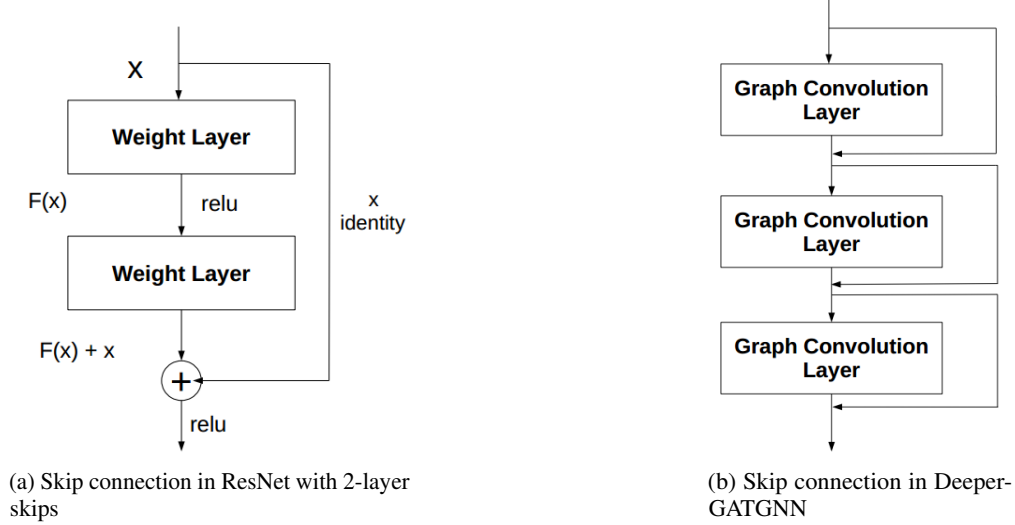 X
Weight Layer
F(x)
relu
x
identity
Weight Layer
F(x) + x
+
relu
(a) Skip connection in ResNet with 2-layer
skips
Graph Convolution
Layer
Graph Convolution
Layer
Graph Convolution
Layer
(b) Skip connection in Deeper-
GATGNN